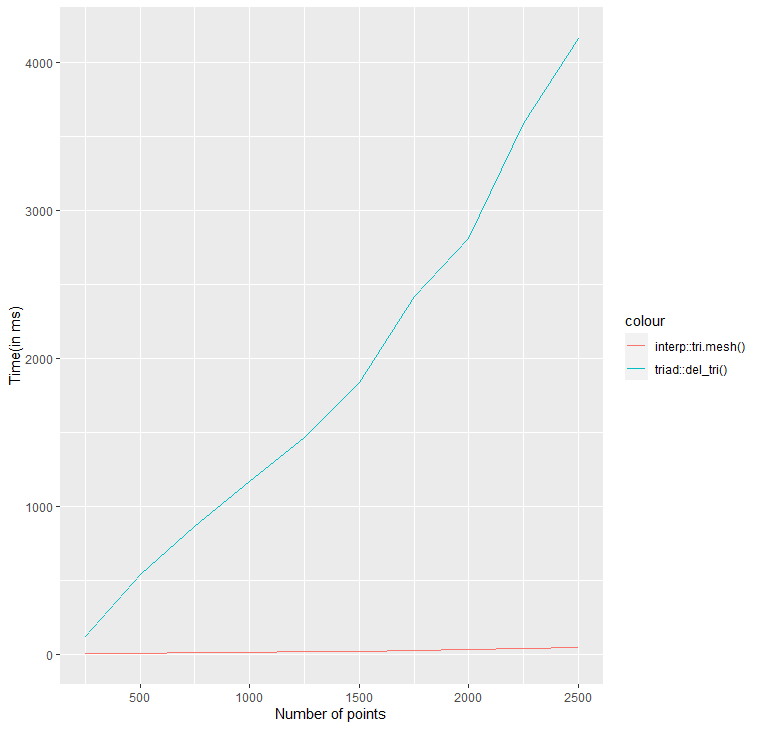 4000
3000
2000
1000
0
Time(in ms)
500
1000
1500
2000
2500
Number of points
colour
interp::tri.mesh()
triad::del_tri()